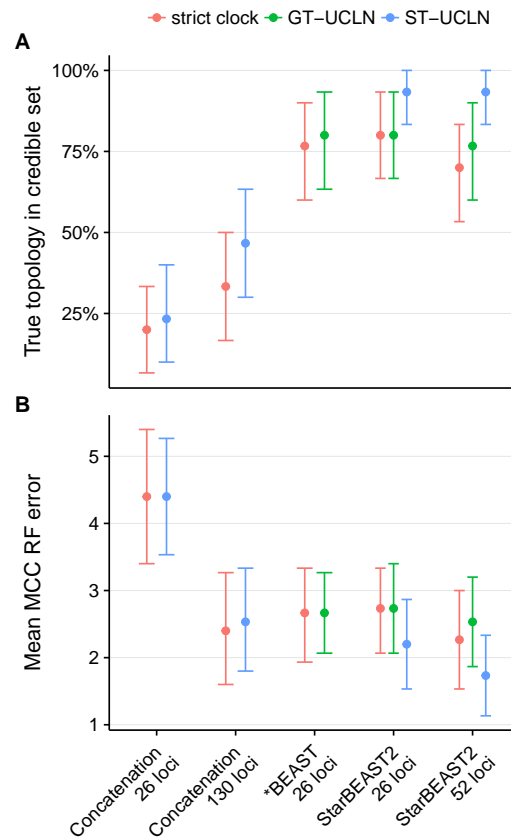 strict clock GT−UCLN ST−UCLN
A
100%
75%
50%
25%
True topology in credible set
B
5
4
3
2
1
Mean MCC RF error
Concatenation
26 loci
Concatenation
130 loci
*BEAST
26 loci
StarBEAST2
26 loci
StarBEAST2
52 loci